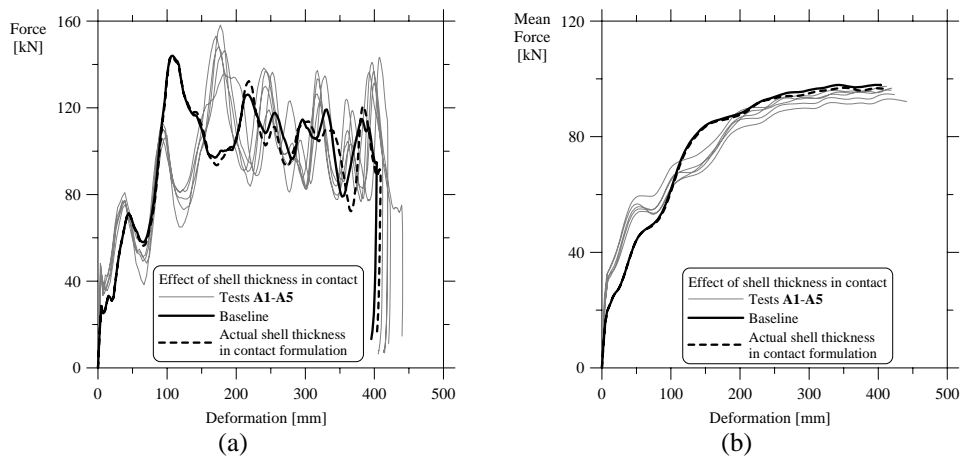 Force
[kN]
160
120
80
40
0
Effect of shell thickness in contact
Tests A1-A5
Baseline
Actual shell thickness
in contact formulation
0 100 200 300 400 500
Deformation [mm]
(a)
Mean
Force
[kN]
120
80
40
0
Effect of shell thickness in contact
Tests A1-A5
Baseline
Actual shell thickness
in contact formulation
0 100 200 300 400 500
Deformation [mm]
(b)